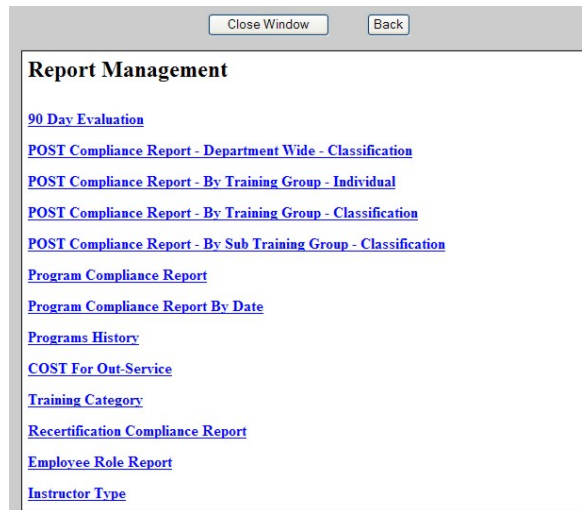 Close Window Back
Report Management
90 Day Evaluation
POST Compliance Report - Department Wide - Classification
POST Compliance Report - By Training Group - Individual
POST Compliance Report - By Training Group - Classification
POST Compliance Report - By Sub Training Group - Classification
Program Compliance Report
Program Compliance Report By Date
Programs History
COST For Out-Service
Training Category
Recertification Compliance Report
Employee Role Report
Instructor Type